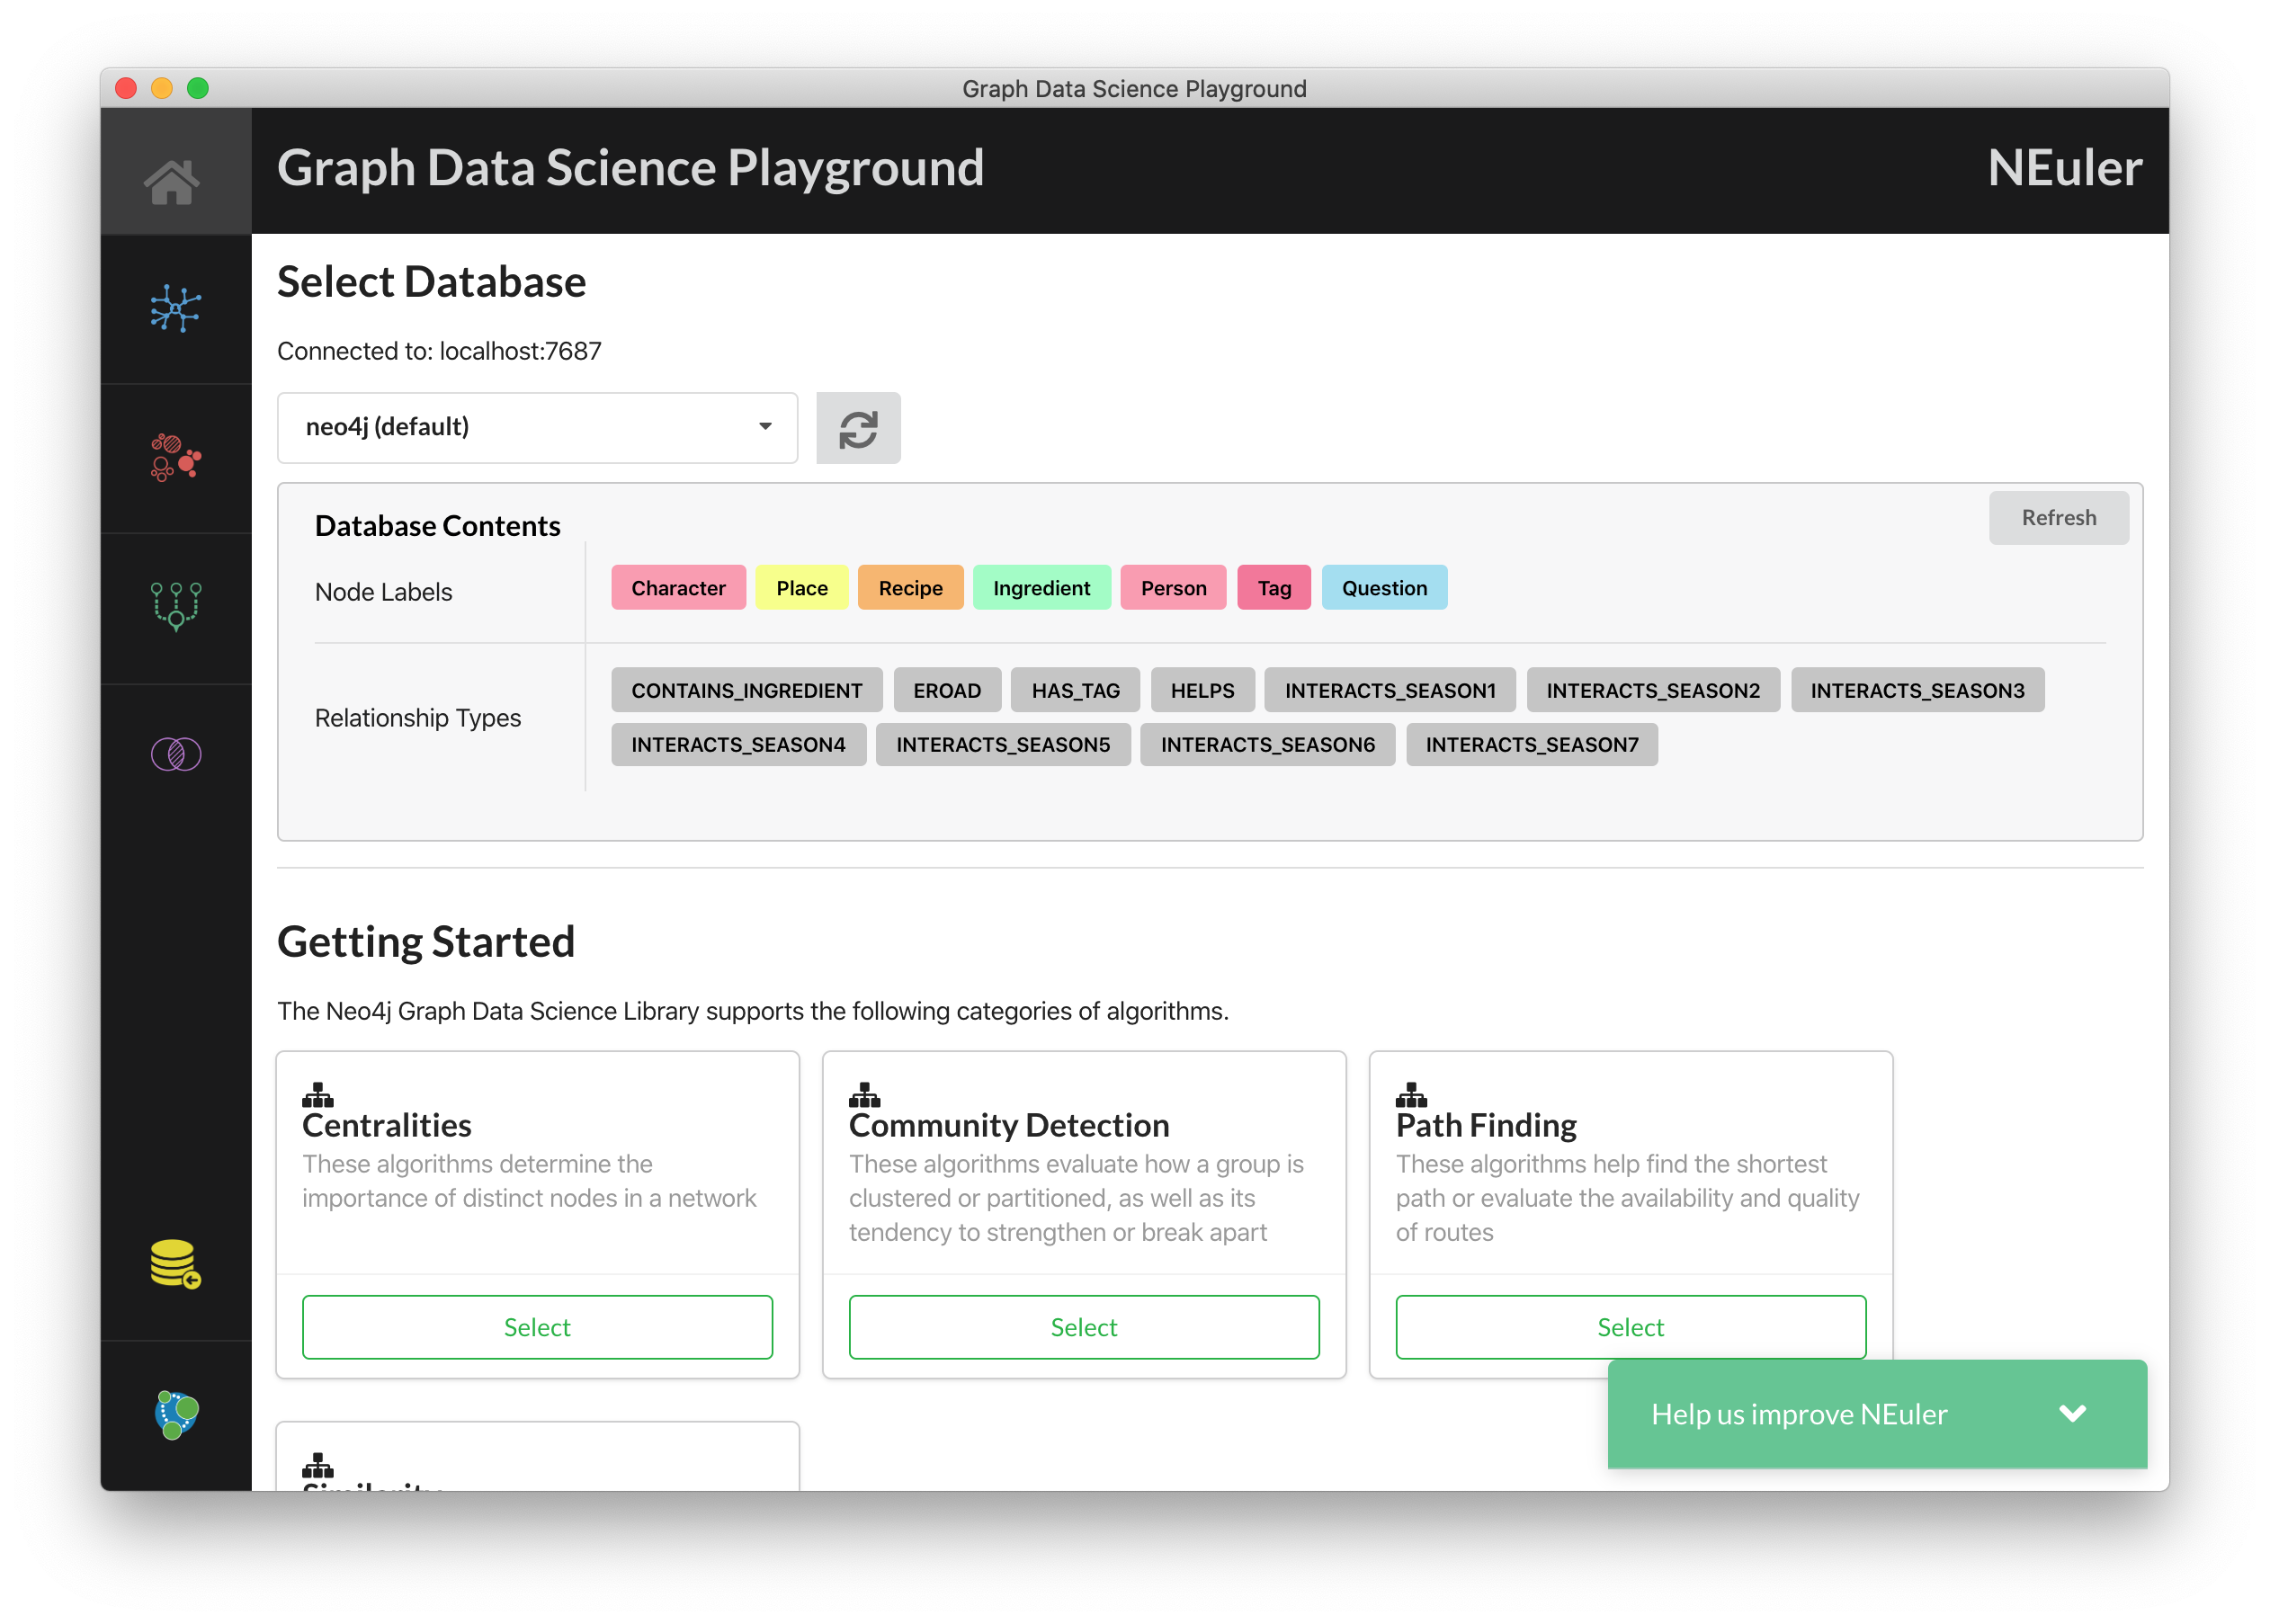 Graph Data Science Playground
Graph Data Science Playground
NEuler
Select Database
Connected to: localhost:7687
neo4j (default)
Database Contents
Refresh
Node Labels
Character Place Recipe Ingredient Person Tag Question
Relationship Types
CONTAINS_INGREDIENT EROAD HAS_TAG HELPS INTERACTS_SEASON1 INTERACTS_SEASON2 INTERACTS_SEASON3
INTERACTS_SEASON4 INTERACTS_SEASON5 INTERACTS_SEASON6 INTERACTS_SEASON7
Getting Started
The Neo4j Graph Data Science Library supports the following categories of algorithms.
Centralities
These algorithms determine the
importance of distinct nodes in a network
Select
Community Detection
These algorithms evaluate how a group is
clustered or partitioned, as well as its
tendency to strengthen or break apart
Select
Path Finding
These algorithms help find the shortest
path or evaluate the availability and quality
of routes
Select
Similarity
Help us improve NEuler